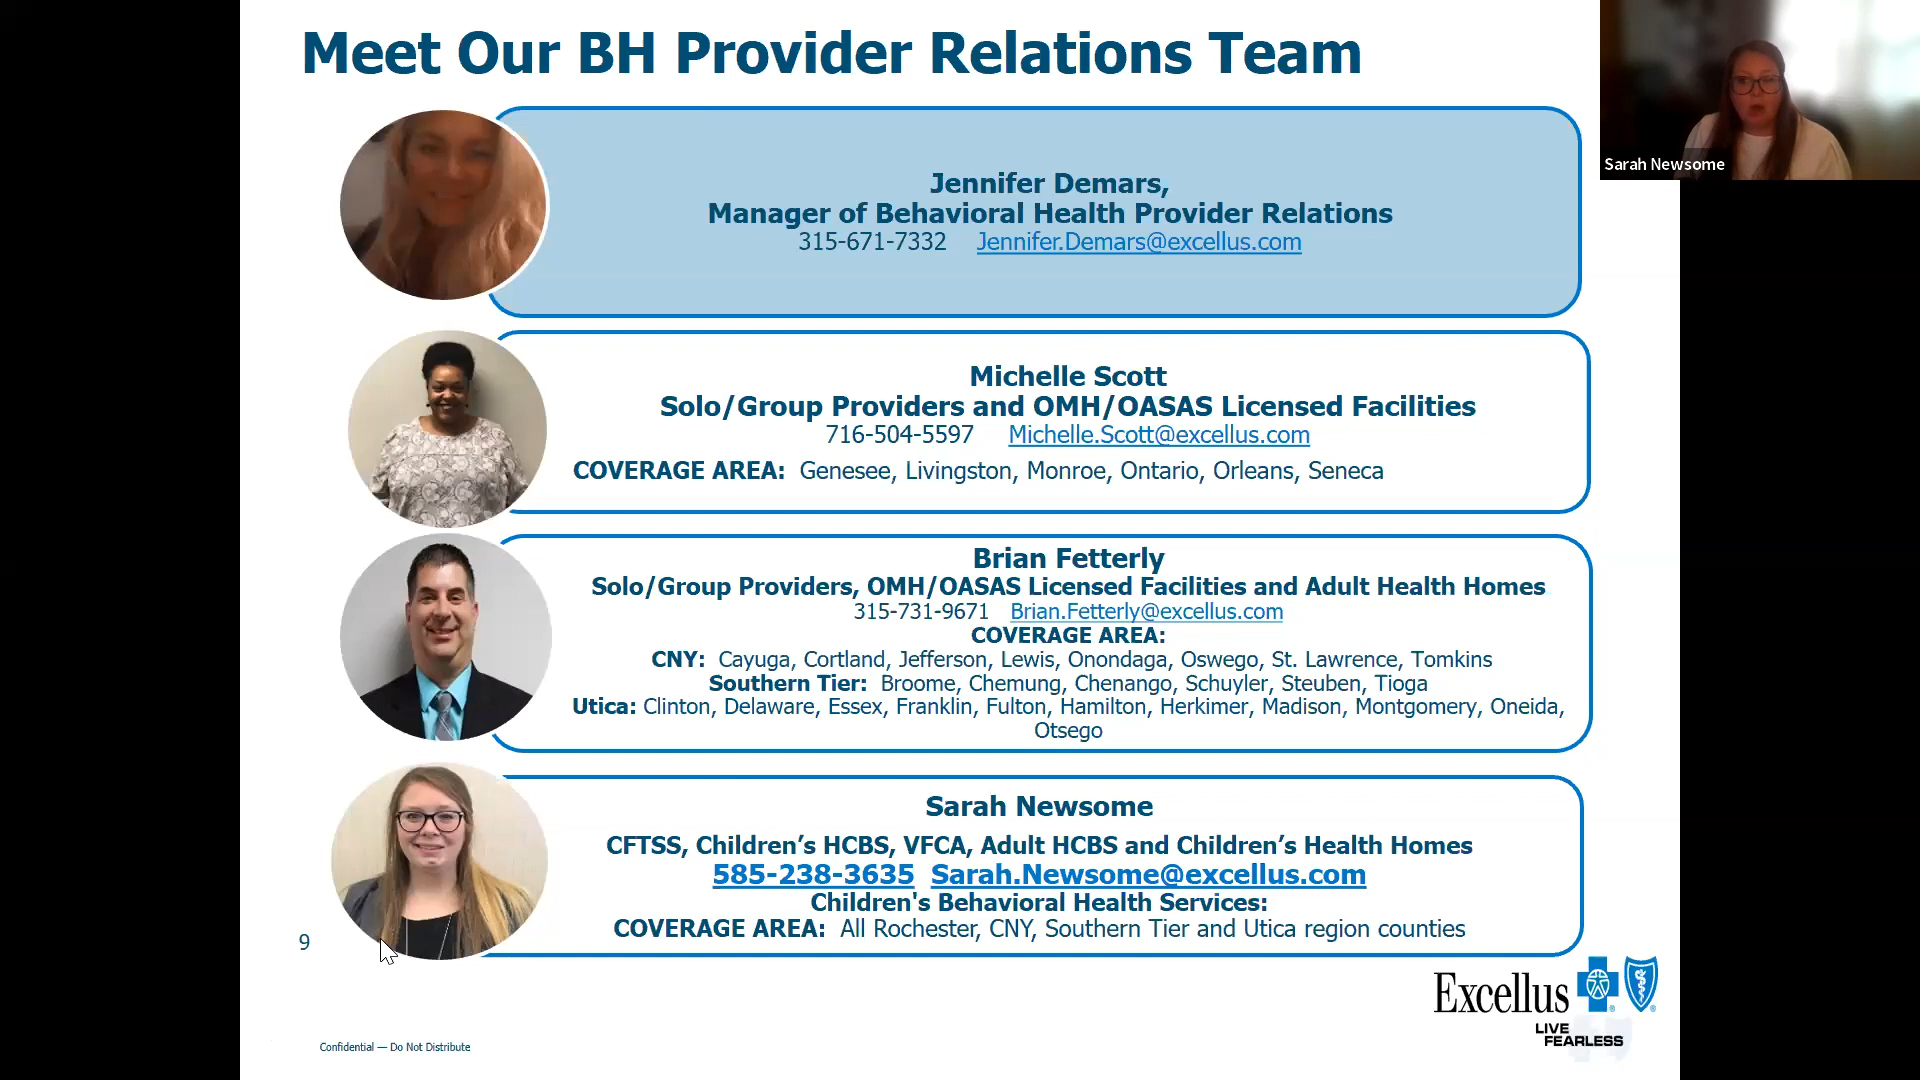 Meet Our BH Provider Relations Team
Sarah Newsome
Jennifer Demars,
Manager of Behavioral Health Provider Relations
315-671-7332 Jennifer.Demars@excellus.com
Michelle Scott
Solo/Group Providers and OMH/OASAS Licensed Facilities
716-504-5597 Michelle.Scott@excellus.com
COVERAGE AREA: Genesee, Livingston, Monroe, Ontario, Orleans, Seneca
Brian Fetterly
Solo/Group Providers, OMH/OASAS Licensed Facilities and Adult Health Homes
315-731-9671 Brian.Fetterly@excellus.com
COVERAGE AREA:
CNY: Cayuga, Cortland, Jefferson, Lewis, Onondaga, Oswego, St. Lawrence, Tomkins
Southern Tier: Broome, Chemung, Chenango, Schuyler, Steuben, Tioga
Utica: Clinton, Delaware, Essex, Franklin, Fulton, Hamilton, Herkimer, Madison, Montgomery, Oneida,
Otsego
Sarah Newsome
CFTSS, Children’s HCBS, VFCA, Adult HCBS and Children’s Health Homes
585-238-3635 Sarah.Newsome@excellus.com
Children's Behavioral Health Services:
COVERAGE AREA: All Rochester, CNY, Southern Tier and Utica region counties
9
Excellus
LIVE
FEARLESS
Confidential — Do Not Distribute